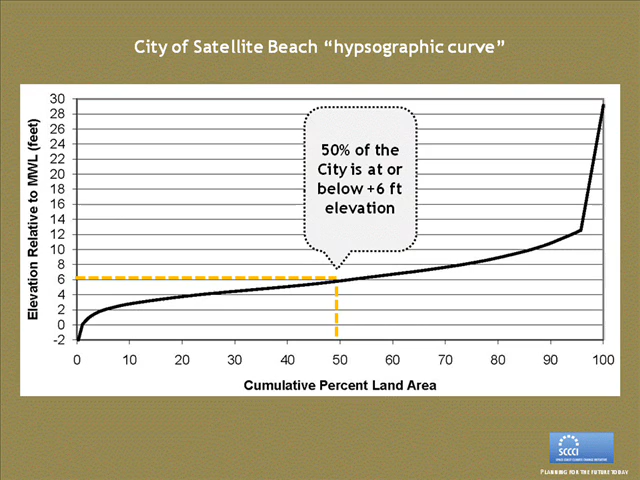 City of Satellite Beach “hypsographic curve”
Elevation Relative to MWL (feet)
30
28
26
24
22
20
18
16
14
12
10
8
6
4
2
0
-2
50% of the
City is at or
below +6 ft
elevation
0 10 20 30 40 50 60 70 80 90 100
Cumulative Percent Land Area
SCCCI
PLANNING FOR THE FUTURE TODAY